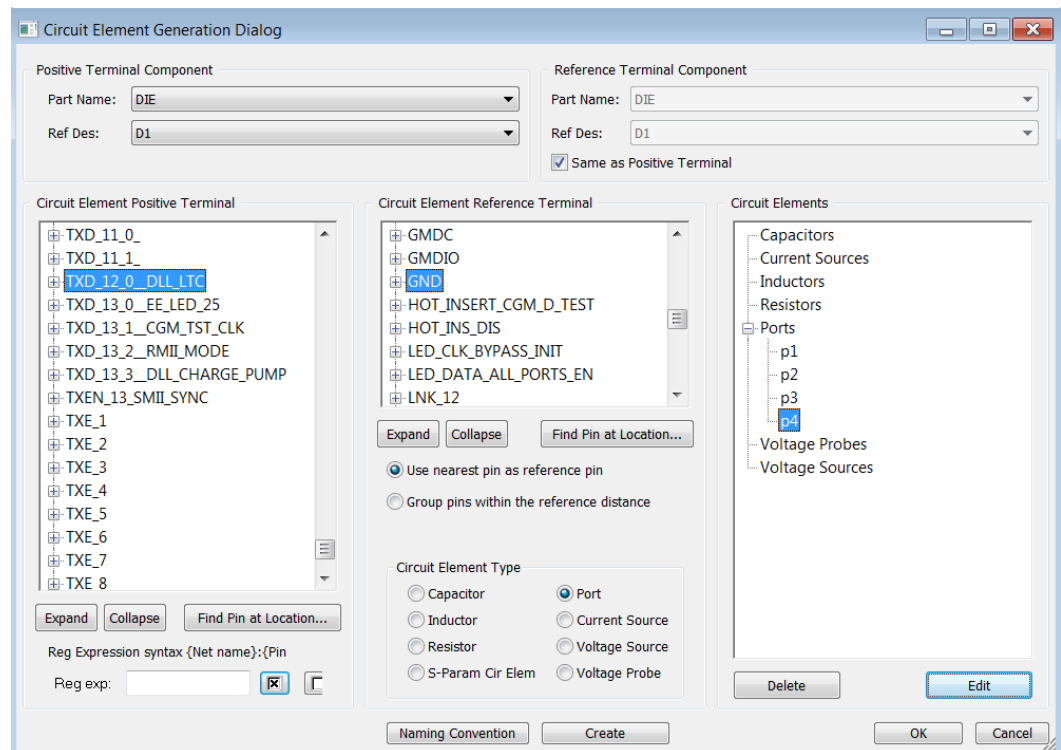 Circuit Element Generation Dialog
Positive Terminal Component
Part Name: DIE
Ref Des: D1
Reference Terminal Component
Part Name: DIE
Ref Des: D1
Same as Positive Terminal
Circuit Element Positive Terminal
TXD_11_0_
TXD_11_1_
TXD_12_0__DLL_LTC
TXD_13_0__EE_LED_25
TXD_13_1__CGM_TST_CLK
TXD_13_2__RMII_MODE
TXD_13_3__DLL_CHARGE_PUMP
TXEN_13_SMII_SYNC
TXE_1
TXE_2
TXE_3
TXE_4
TXE_5
TXE_6
TXE_7
TXE_8
Expand Collapse Find Pin at Location...
Reg Expression syntax {Net name}:{Pin
Reg exp:
Circuit Element Reference Terminal
GMDC
GMDIO
GND
HOT_INSERT_CGM_D_TEST
HOT_INS_DIS
LED_CLK_BYPASS_INIT
LED_DATA_ALL_PORTS_EN
LNK_12
Expand Collapse Find Pin at Location...
Use nearest pin as reference pin
Group pins within the reference distance
Circuit Element Type
Capacitor Port
Inductor Current Source
Resistor Voltage Source
S-Param Cir Elem Voltage Probe
Circuit Elements
Capacitors
Current Sources
Inductors
Resistors
Ports
p1
p2
p3
p4
Voltage Probes
Voltage Sources
Delete Edit
Naming Convention Create OK Cancel